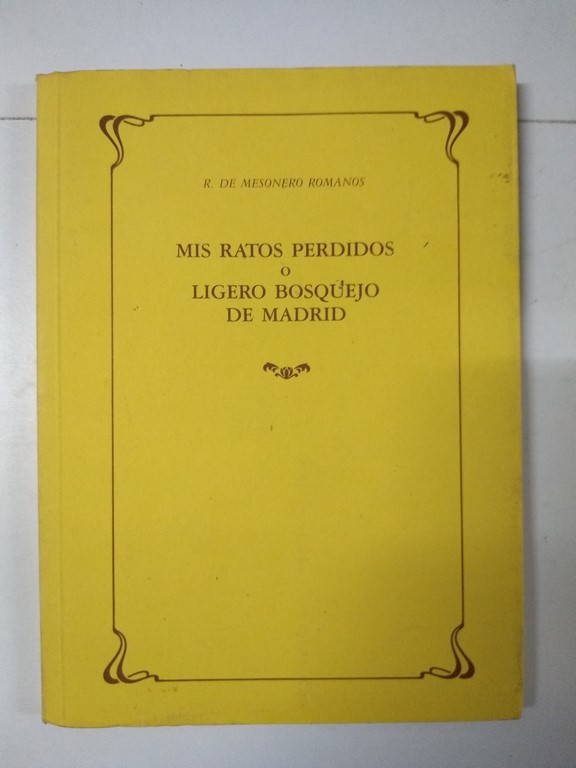 R. DE MESONERO ROMANOS
MIS RATOS PERDIDOS
O
LIGERO BOSQUEJO
DE MADRID